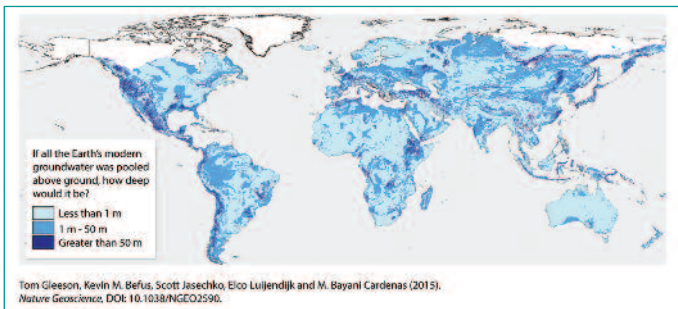 If all the Earth's modern
groundwater was pooled
above ground, how deep
would it be?
Less than 1 m
1 m - 50 m
Greater than 50 m
Tom Gleeson, Kevin M. Befus, Scott Jasechko, Elco Luijendijk and M. Bayani Cardenas (2015).
Nature Geoscience, DOI: 10.1038/NGEO2590.